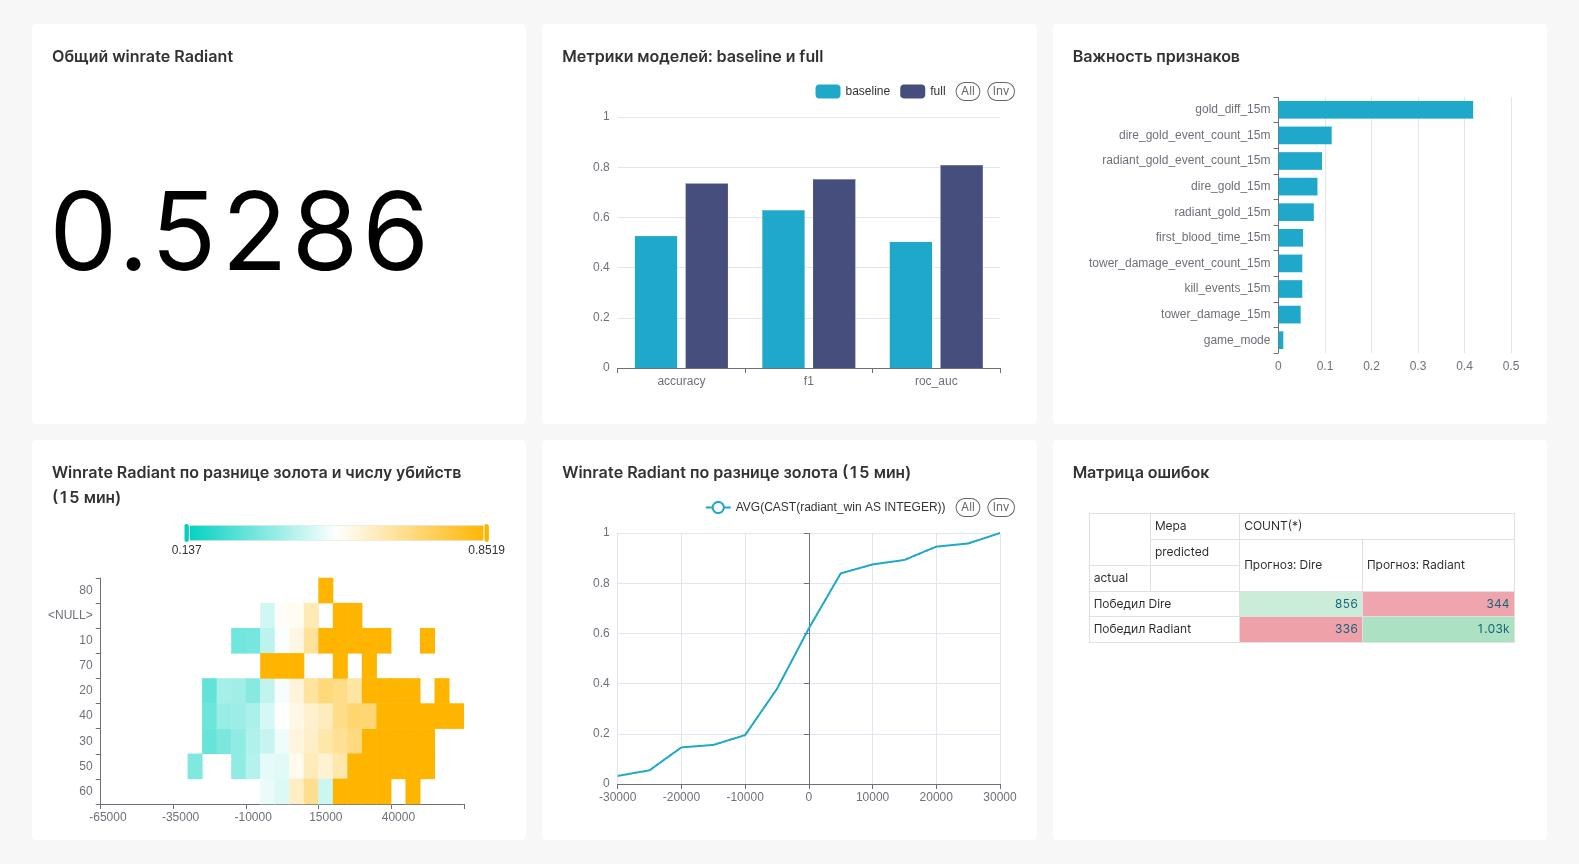 Общий winrate Radiant
0.5286
Метрики моделей: baseline и full
baseline full All Inv
1
0.8
0.6
0.4
0.2
0
accuracy f1 roc_auc
Важность признаков
gold_diff_15m
dire_gold_event_count_15m
radiant_gold_event_count_15m
dire_gold_15m
radiant_gold_15m
first_blood_time_15m
tower_damage_event_count_15m
kill_events_15m
tower_damage_15m
game_mode
0 0.1 0.2 0.3 0.4 0.5
Winrate Radiant по разнице золота и числу убийств
(15 мин)
0.137 0.8519
80
<NULL>
10
70
20
40
30
50
60
-65000 -35000 -10000 15000 40000
Winrate Radiant по разнице золота (15 мин)
AVG(CAST(radiant_win AS INTEGER)) All Inv
1
0.8
0.6
0.4
0.2
0
-30000 -20000 -10000 0 10000 20000 30000
Матрица ошибок
Мера COUNT(*)
predicted
Прогноз: Dire Прогноз: Radiant
actual
Победил Dire 856 344
Победил Radiant 336 1.03k